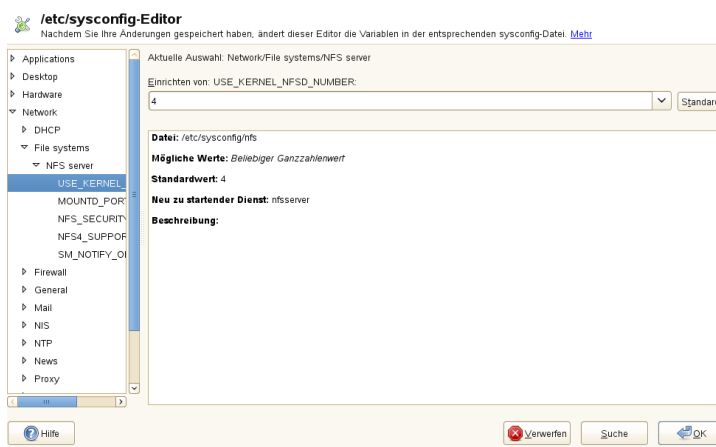 /etc/sysconfig-Editor
Nachdem Sie Ihre Änderungen gespeichert haben, ändert dieser Editor die Variablen in der entsprechenden sysconfig-Datei. Mehr
Applications
Desktop
Hardware
Network
DHCP
File systems
NFS server
USE_KERNEL_
MOUNTD_POR
NFS_SECURITY
NFS4_SUPPOR
SM_NOTIFY_O
Firewall
General
Mail
NIS
NTP
News
Proxy
Aktuelle Auswahl: Network/File systems/NFS server
Einrichten von: USE_KERNEL_NFSD_NUMBER:
4
Standar
Datei: /etc/sysconfig/nfs
Mögliche Werte: Beliebiger Ganzzahlenwert
Standardwert: 4
Neu zu startender Dienst: nfsserver
Beschreibung:
Hilfe
Verwerfen
Suche
OK